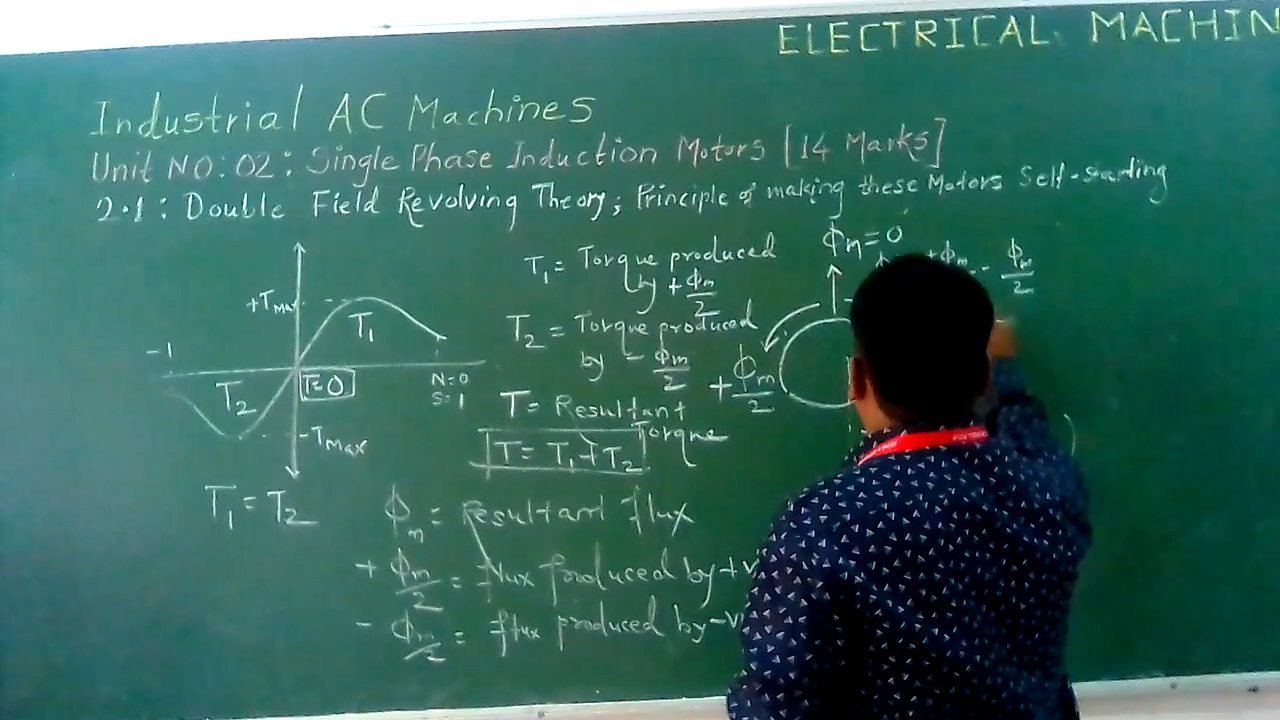 ELECTRICAL MACHIN
Industrial AC Machines
Unit NO: 02: Single Phase Induction Motors [14 Marks]
2.1: Double Field Revolving Theory; Principle of making these Motors Self-starting
+TMax
T1
-1
T2
T=0
N=0
S=1
-TMax
T1 = T2
T1 = Torque produced
by + ϕm/2
T2 = Torque produced
by - ϕm/2
T = Resultant
Torque
T = T1 + T2
ϕm = Resultant flux
+ ϕm/2 = flux produced by +v
- ϕm/2 = flux produced by -v
ϕm = 0
+ϕm
ϕm/2
+ ϕm/2